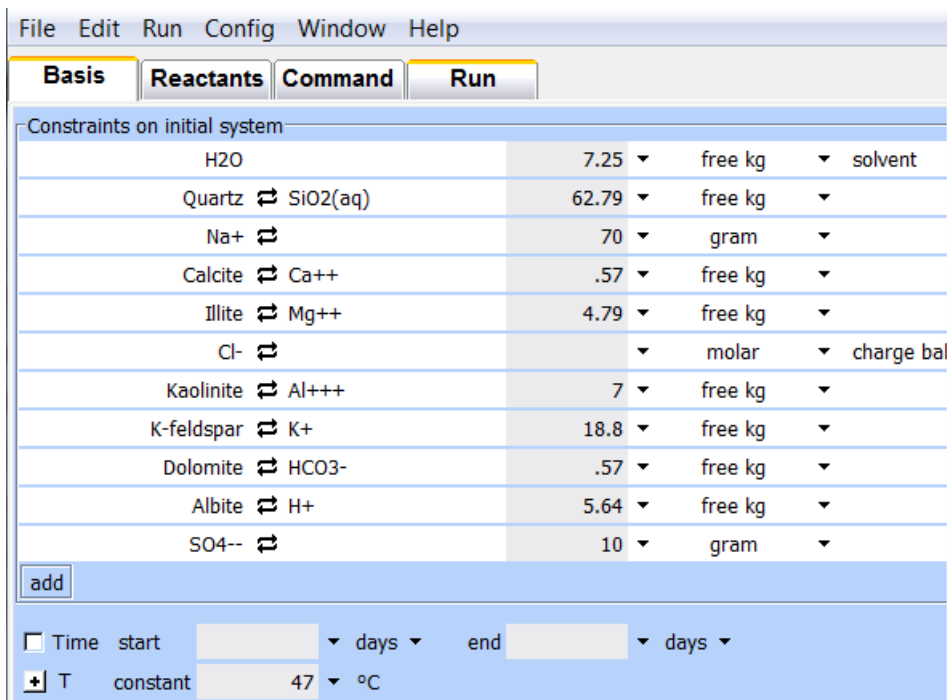 File Edit Run Config Window Help
Basis Reactants Command Run
Constraints on initial system
H2O 7.25 free kg solvent
Quartz SiO2(aq) 62.79 free kg
Na+ 70 gram
Calcite Ca++ .57 free kg
Illite Mg++ 4.79 free kg
Cl- molar charge bal
Kaolinite Al+++ 7 free kg
K-feldspar K+ 18.8 free kg
Dolomite HCO3- .57 free kg
Albite H+ 5.64 free kg
SO4-- 10 gram
add
Time start days end days
+ T constant 47 °C